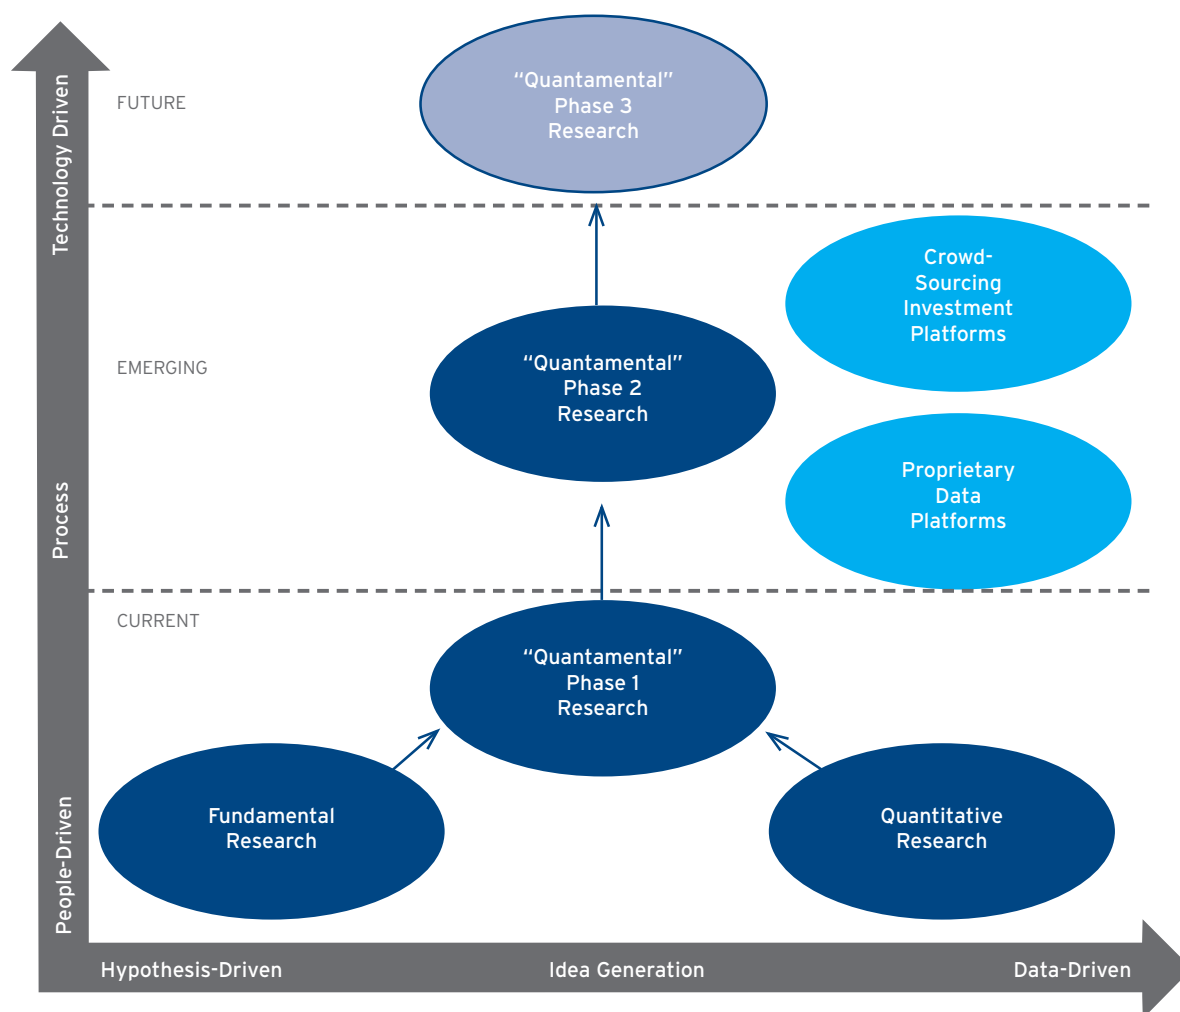 “Quantamental”
Phase 3
Research
FUTURE
Technology Driven
Crowd-
Sourcing
Investment
Platforms
“Quantamental”
Phase 2
Research
EMERGING
Proprietary
Data
Platforms
Process
CURRENT
“Quantamental”
Phase 1
Research
Fundamental
Research
Quantitative
Research
People-Driven
Hypothesis-Driven
Idea Generation
Data-Driven